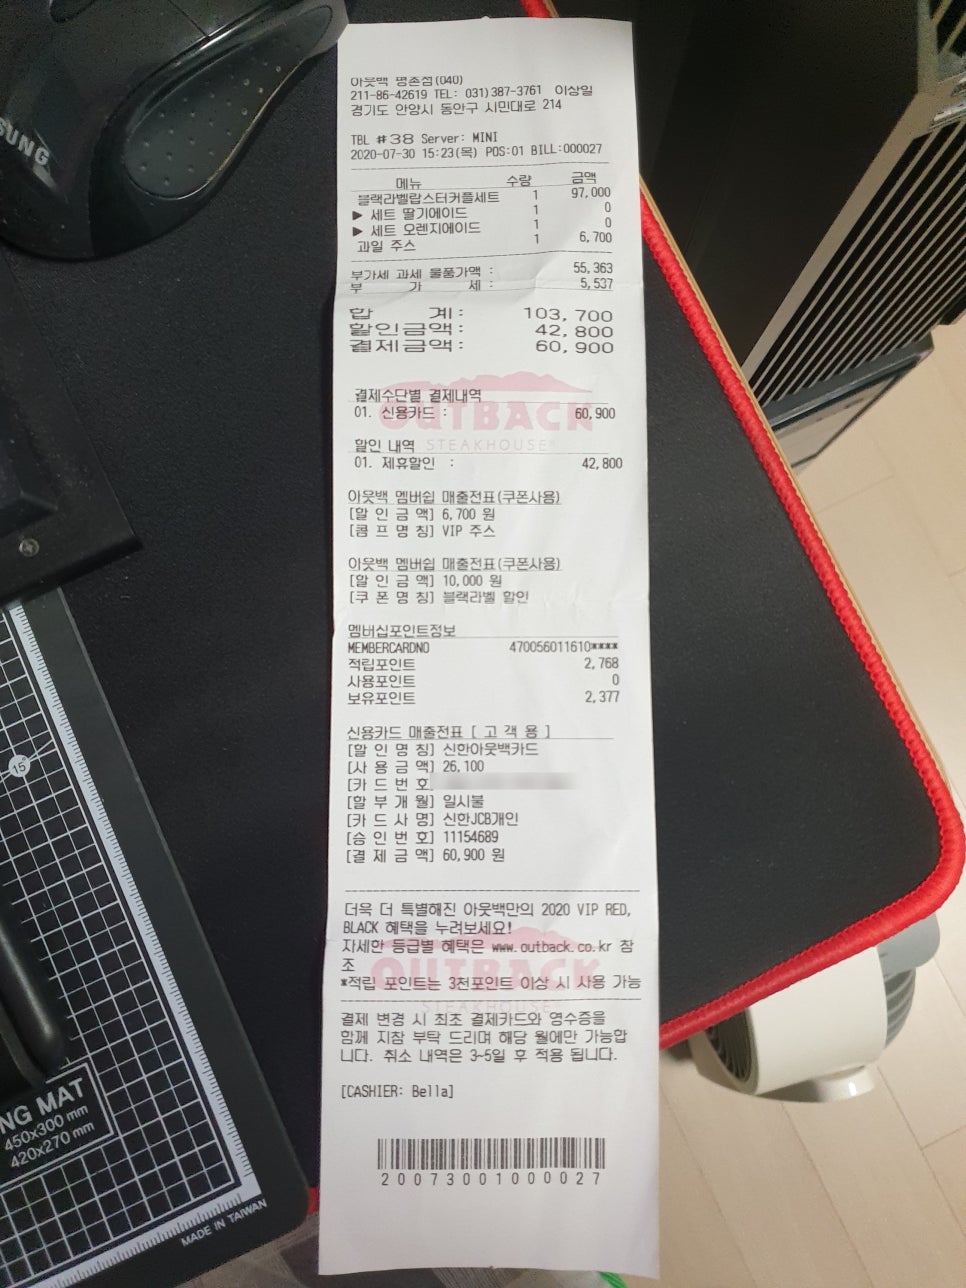 아웃백 평촌점(040)
211-86-42619 TEL: 031)387-3761 이상일
경기도 안양시 동안구 시민대로 214
TBL #38 Server: MINI
2020-07-30 15:23(목) POS:01 BILL:000027
메뉴 수량 금액
블랙라벨랍스터커플세트 1 97,000
▶ 세트 딸기에이드 1 0
▶ 세트 오렌지에이드 1 0
과일 주스 1 6,700
부가세 과세 물품가액 : 55,363
부 가 세 : 5,537
합 계: 103,700
할인금액: 42,800
결제금액: 60,900
결제수단별 결제내역
01. 신용카드 : 60,900
OUTBACK
STEAKHOUSE
할인 내역
01. 제휴할인 : 42,800
아웃백 멤버쉽 매출전표(쿠폰사용)
[할 인 금 액] 6,700 원
[콤 프 명 칭] VIP 주스
아웃백 멤버쉽 매출전표(쿠폰사용)
[할 인 금 액] 10,000 원
[쿠 폰 명 칭] 블랙라벨 할인
멤버십포인트정보
MEMBERCARDNO 470056011610****
적립포인트 2,768
사용포인트 0
보유포인트 2,377
신용카드 매출전표 [ 고 객 용 ]
[할 인 명 칭] 신한아웃백카드
[사 용 금 액] 26,100
[카 드 번 호
[할 부 개 월] 일시불
[카 드 사 명] 신한JCB개인
[승 인 번 호] 11154689
[결 제 금 액] 60,900 원
더욱 더 특별해진 아웃백만의 2020 VIP RED,
BLACK 혜택을 누려보세요!
자세한 등급별 혜택은 www.outback.co.kr 참
조
OUTBACK
*적립 포인트는 3천포인트 이상 시 사용 가능
STEAKHOUSE
결제 변경 시 최초 결제카드와 영수증을
함께 지참 부탁 드리며 해당 월에만 가능합
니다. 취소 내역은 3~5일 후 적용 됩니다.
[CASHIER: Bella]
20073001000027
SUNG
15°
NG MAT
450x300 mm
420x270 mm
MADE IN TAIWAN